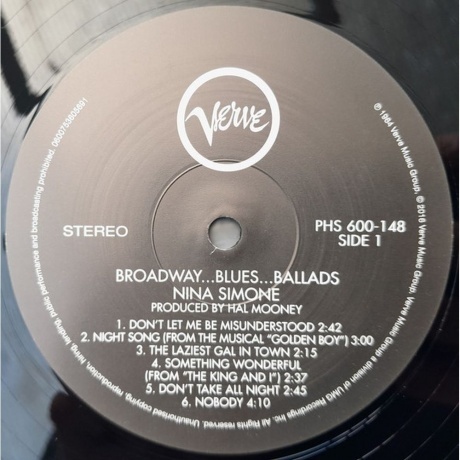 Verve
STEREO
PHS 600-148
SIDE 1
BROADWAY...BLUES...BALLADS
NINA SIMONE
PRODUCED BY HAL MOONEY
1. DON'T LET ME BE MISUNDERSTOOD 2:42
2. NIGHT SONG (FROM THE MUSICAL "GOLDEN BOY") 3:00
3. THE LAZIEST GAL IN TOWN 2:15
4. SOMETHING WONDERFUL
(FROM "THE KING AND I") 2:37
5. DON'T TAKE ALL NIGHT 2:45
6. NOBODY 4:10
℗ 1964 Verve Music Group. © 2016 Verve Music Group. Verve Music Group a division of UMG Recordings Inc. All Rights reserved. Unauthorised copying, reproduction, hiring, lending, public performance and broadcasting prohibited.